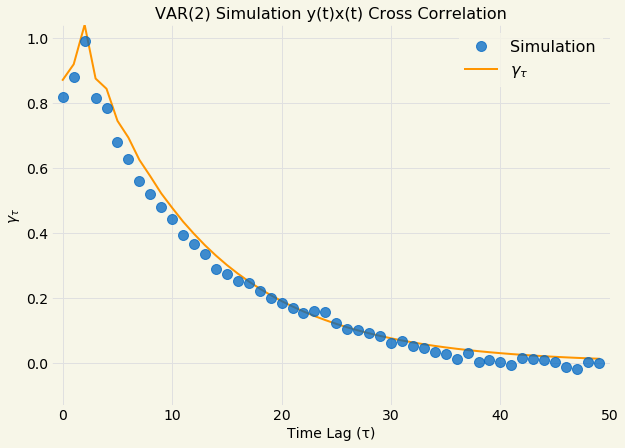 VAR(2) Simulation y(t)x(t) Cross Correlation
Simulation
γτ
γτ
1.0
0.8
0.6
0.4
0.2
0.0
0 10 20 30 40 50
Time Lag (τ)